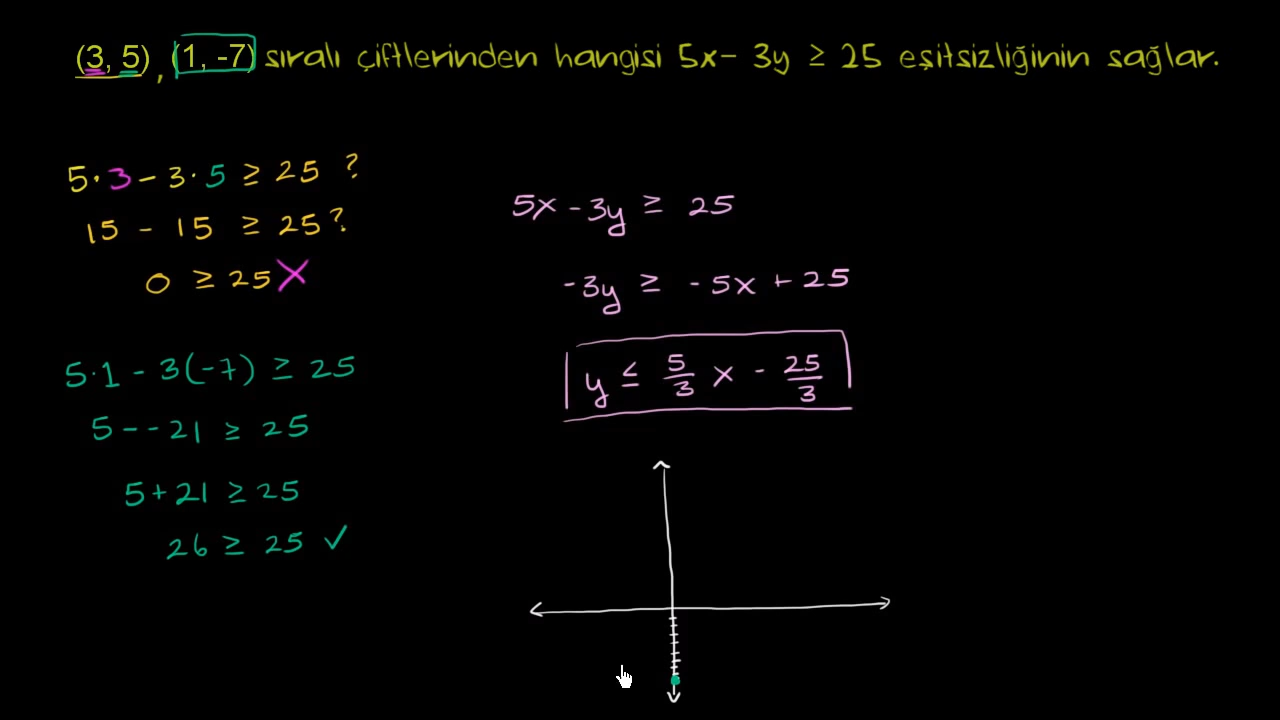 (3, 5) , (1, -7) sıralı çiftlerinden hangisi 5x - 3y ≥ 25 eşitsizliğinin sağlar.
5·3 - 3·5 ≥ 25 ?
15 - 15 ≥ 25 ?
0 ≥ 25 X
5·1 - 3(-7) ≥ 25
5 - -21 ≥ 25
5 + 21 ≥ 25
26 ≥ 25 ✓
5x - 3y ≥ 25
-3y ≥ -5x + 25
y ≤ 5/3 x - 25/3